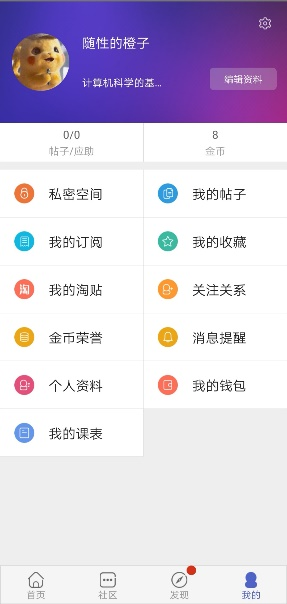 随性的橙子
计算机科学的基...
编辑资料
0/0
帖子/应助
8
金币
私密空间
我的帖子
我的订阅
我的收藏
淘
我的淘贴
关注关系
金币荣誉
消息提醒
个人资料
我的钱包
我的课表
首页
社区
发现
我的